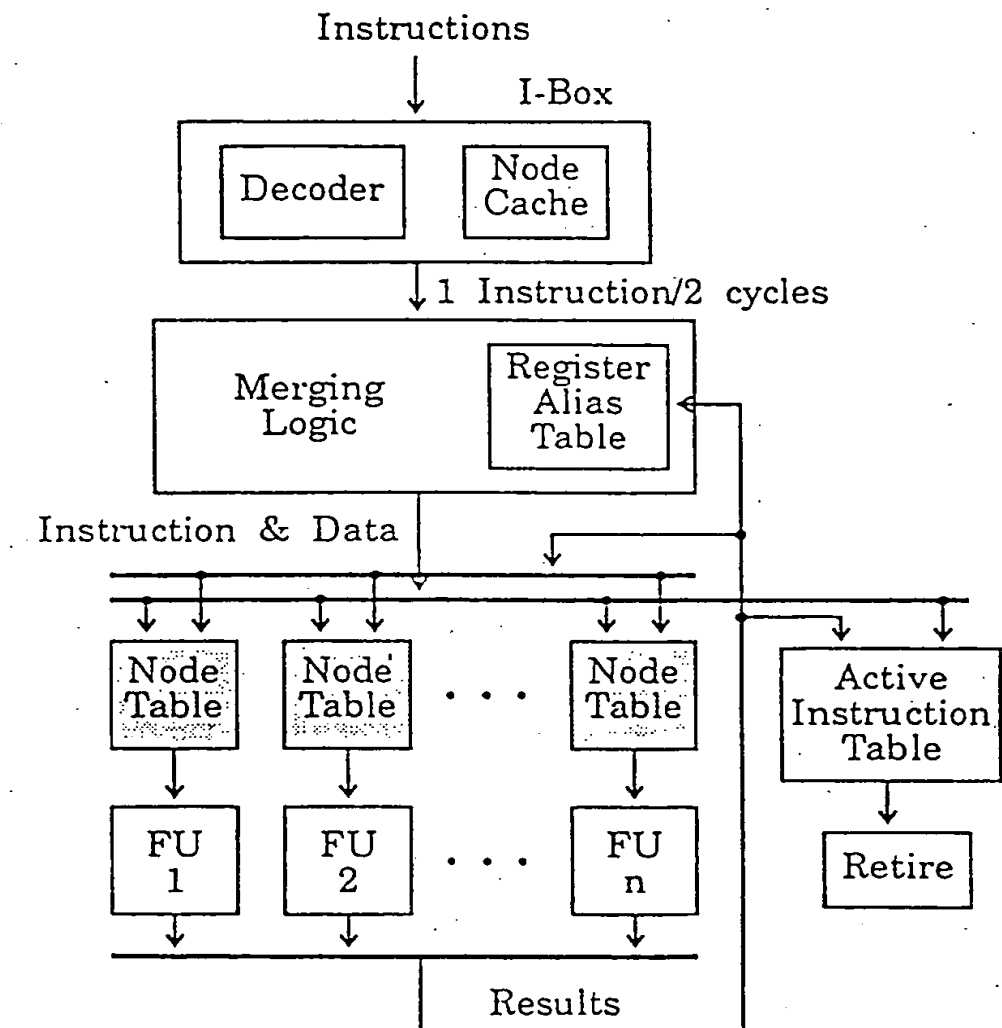 Instructions
I-Box
Decoder
Node
Cache
1 Instruction/2 cycles
Merging
Logic
Register
Alias
Table
Instruction & Data
Node
Table
Node
Table
. . .
Node
Table
Active
Instruction
Table
FU
1
FU
2
. . .
FU
n
Retire
Results